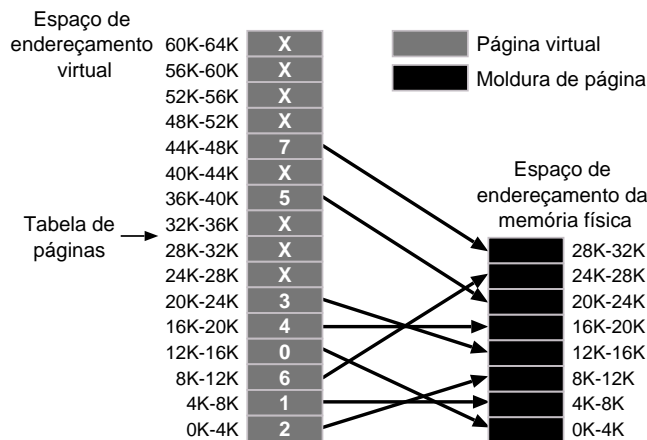 Espaço de
endereçamento
virtual
60K-64K X
56K-60K X
52K-56K X
48K-52K X
44K-48K 7
40K-44K X
36K-40K 5
32K-36K X
28K-32K X
24K-28K X
20K-24K 3
16K-20K 4
12K-16K 0
8K-12K 6
4K-8K 1
0K-4K 2
Tabela de
páginas
Página virtual
Moldura de página
Espaço de
endereçamento da
memória física
28K-32K
24K-28K
20K-24K
16K-20K
12K-16K
8K-12K
4K-8K
0K-4K